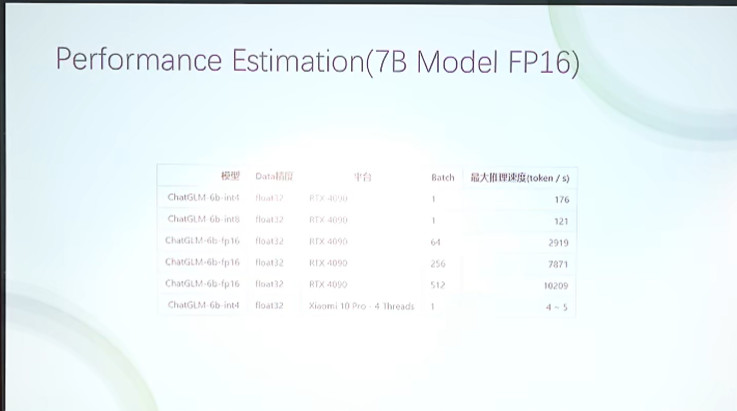 Performance Estimation(7B Model FP16)
模型 Data精度 平台 Batch 最大推理速度(token / s)
ChatGLM-6b-int4 float32 RTX 4090 1 176
ChatGLM-6b-int8 float32 RTX 4090 1 121
ChatGLM-6b-fp16 float32 RTX 4090 64 2919
ChatGLM-6b-fp16 float32 RTX 4090 256 7871
ChatGLM-6b-fp16 float32 RTX 4090 512 10209
ChatGLM-6b-int4 float32 Xiaomi 10 Pro - 4 Threads 1 4 ~ 5